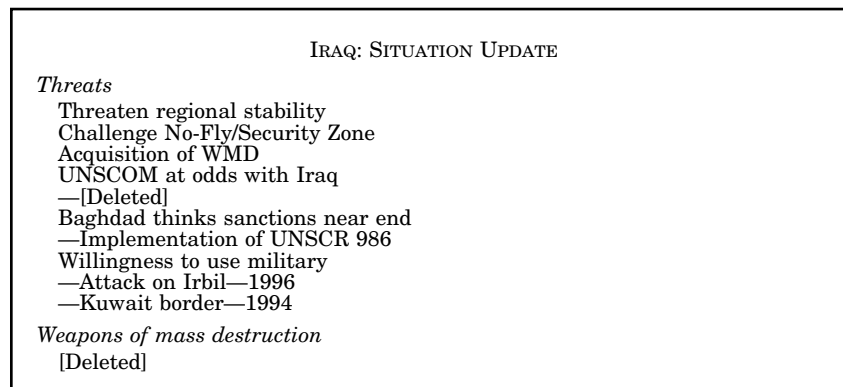 IRAQ: SITUATION UPDATE
Threats
Threaten regional stability
Challenge No-Fly/Security Zone
Acquisition of WMD
UNSCOM at odds with Iraq
—[Deleted]
Baghdad thinks sanctions near end
—Implementation of UNSCR 986
Willingness to use military
—Attack on Irbil—1996
—Kuwait border—1994
Weapons of mass destruction
[Deleted]